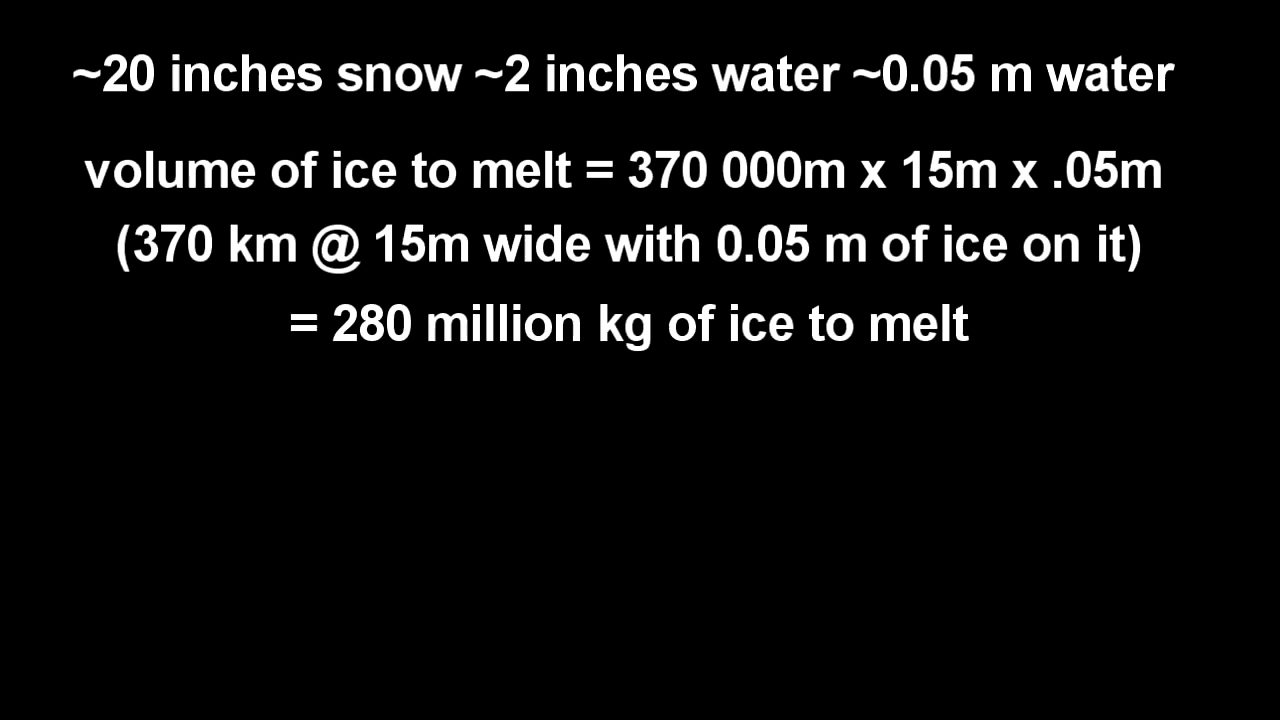 ~20 inches snow ~2 inches water ~0.05 m water
volume of ice to melt = 370 000m x 15m x .05m
(370 km @ 15m wide with 0.05 m of ice on it)
= 280 million kg of ice to melt